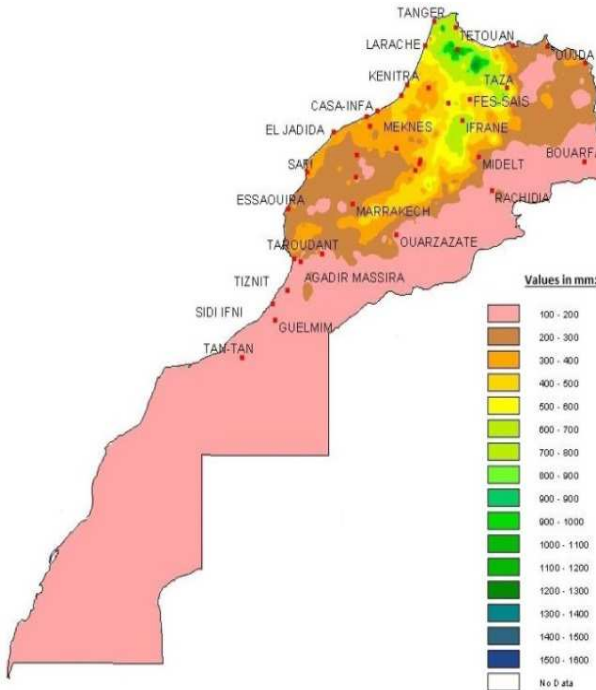 TANGER
TETOUAN
LARACHE
OUJDA
KENITRA
TAZA
FES-SAIS
CASA-INFA
MEKNES
IFRANE
EL JADIDA
BOUARFA
SAFI
MIDELT
ESSAOUIRA
RACHIDIA
MARRAKECH
OUARZAZATE
TAROUDANT
TIZNIT
AGADIR MASSIRA
SIDI IFNI
GUELMIM
TAN-TAN
Values in mm:
100 - 200
200 - 300
300 - 400
400 - 500
500 - 600
600 - 700
700 - 800
800 - 900
900 - 900
900 - 1000
1000 - 1100
1100 - 1200
1200 - 1300
1300 - 1400
1400 - 1500
1500 - 1600
No Data